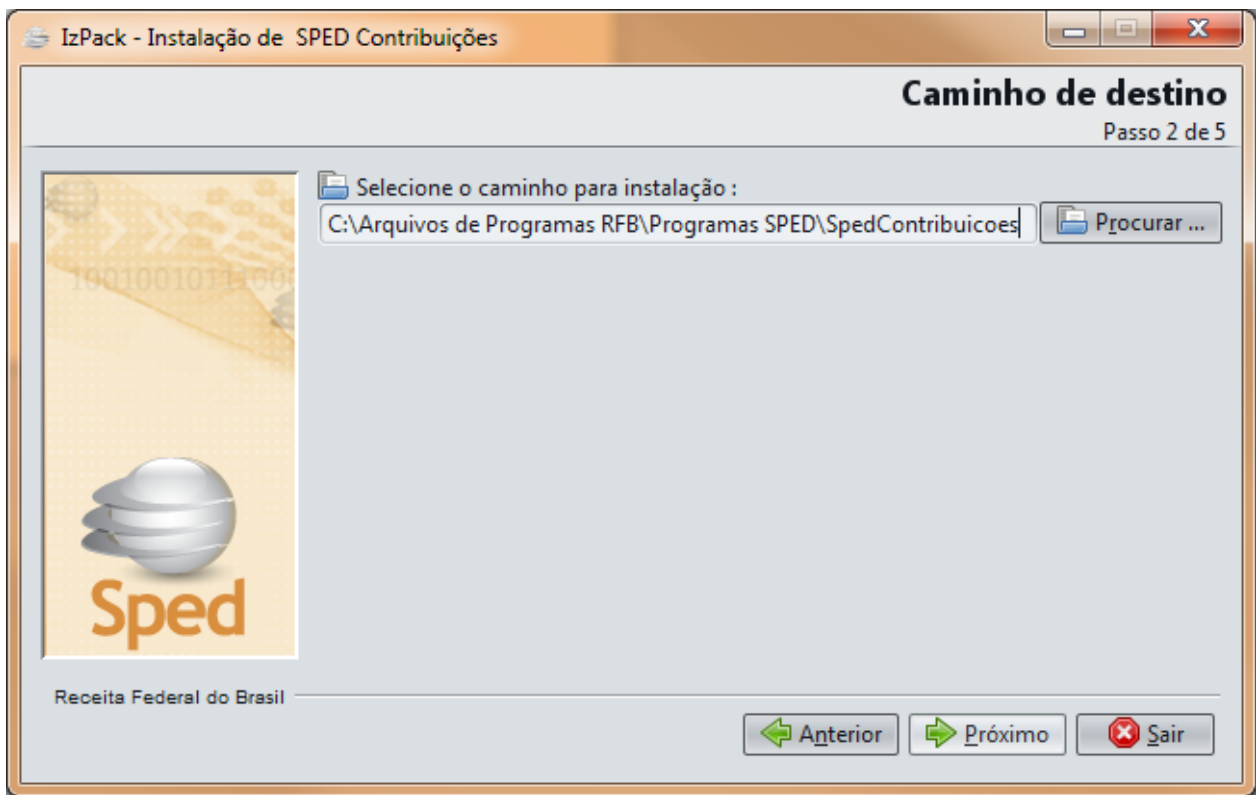 IzPack - Instalação de  SPED Contribuições
Caminho de destino
Passo 2 de 5
Selecione o caminho para instalação :
C:\Arquivos de Programas RFB\Programas SPED\SpedContribuicoes
Procurar ...
Sped
Receita Federal do Brasil
Anterior
Próximo
Sair